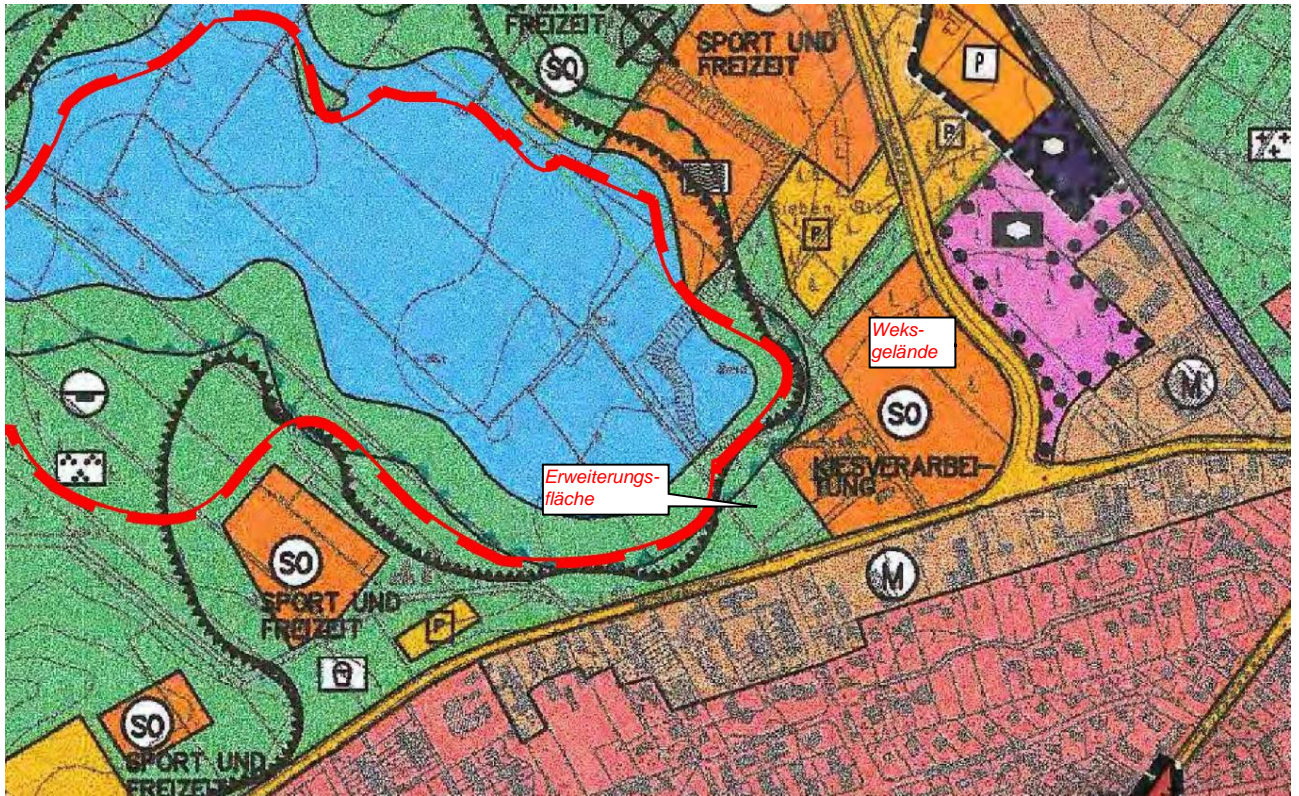 SPORT UND
FREIZEIT
SO
SPORT UND
FREIZEIT
P
P
P
Weks-
gelände
SO
KIESVERARBEI-
TUNG
M
Erweiterungs-
fläche
M
SO
SPORT UND
FREIZEIT
P
SO
SPORT UND
FREIZEIT